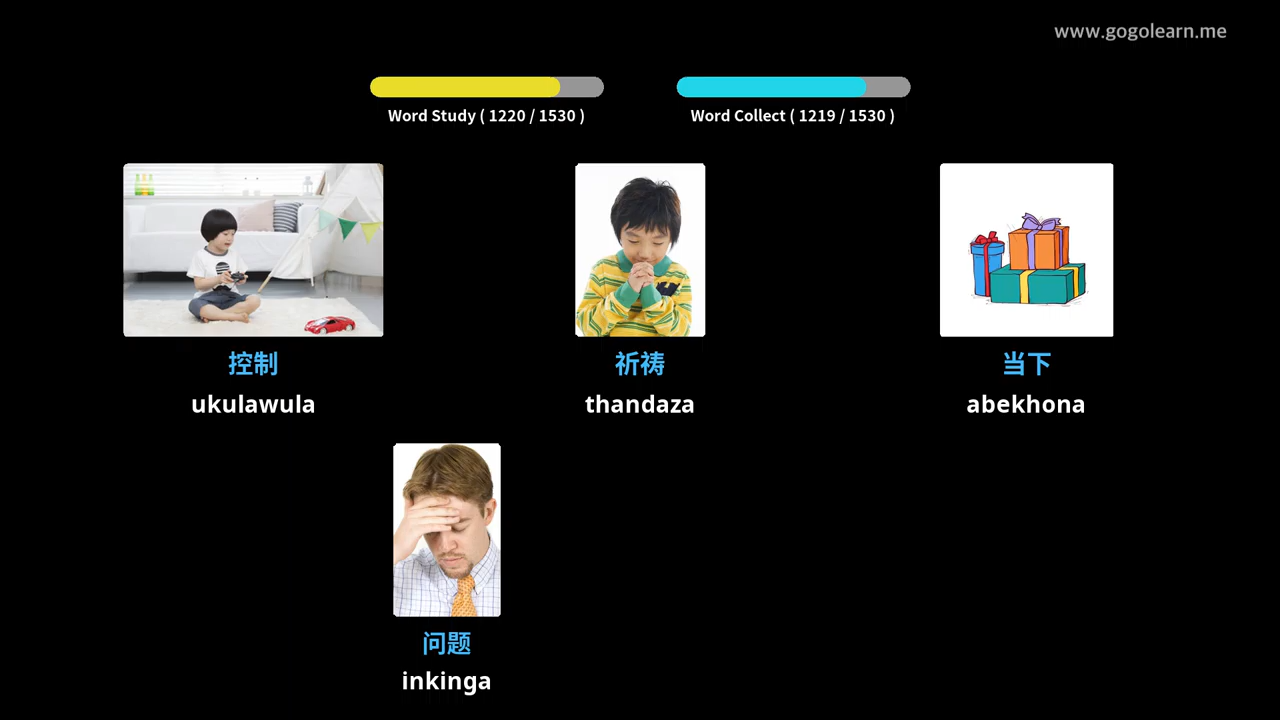 www.gogolearn.me
Word Study ( 1220 / 1530 )
Word Collect ( 1219 / 1530 )
控制
祈祷
当下
ukulawula
thandaza
abekhona
问题
inkinga